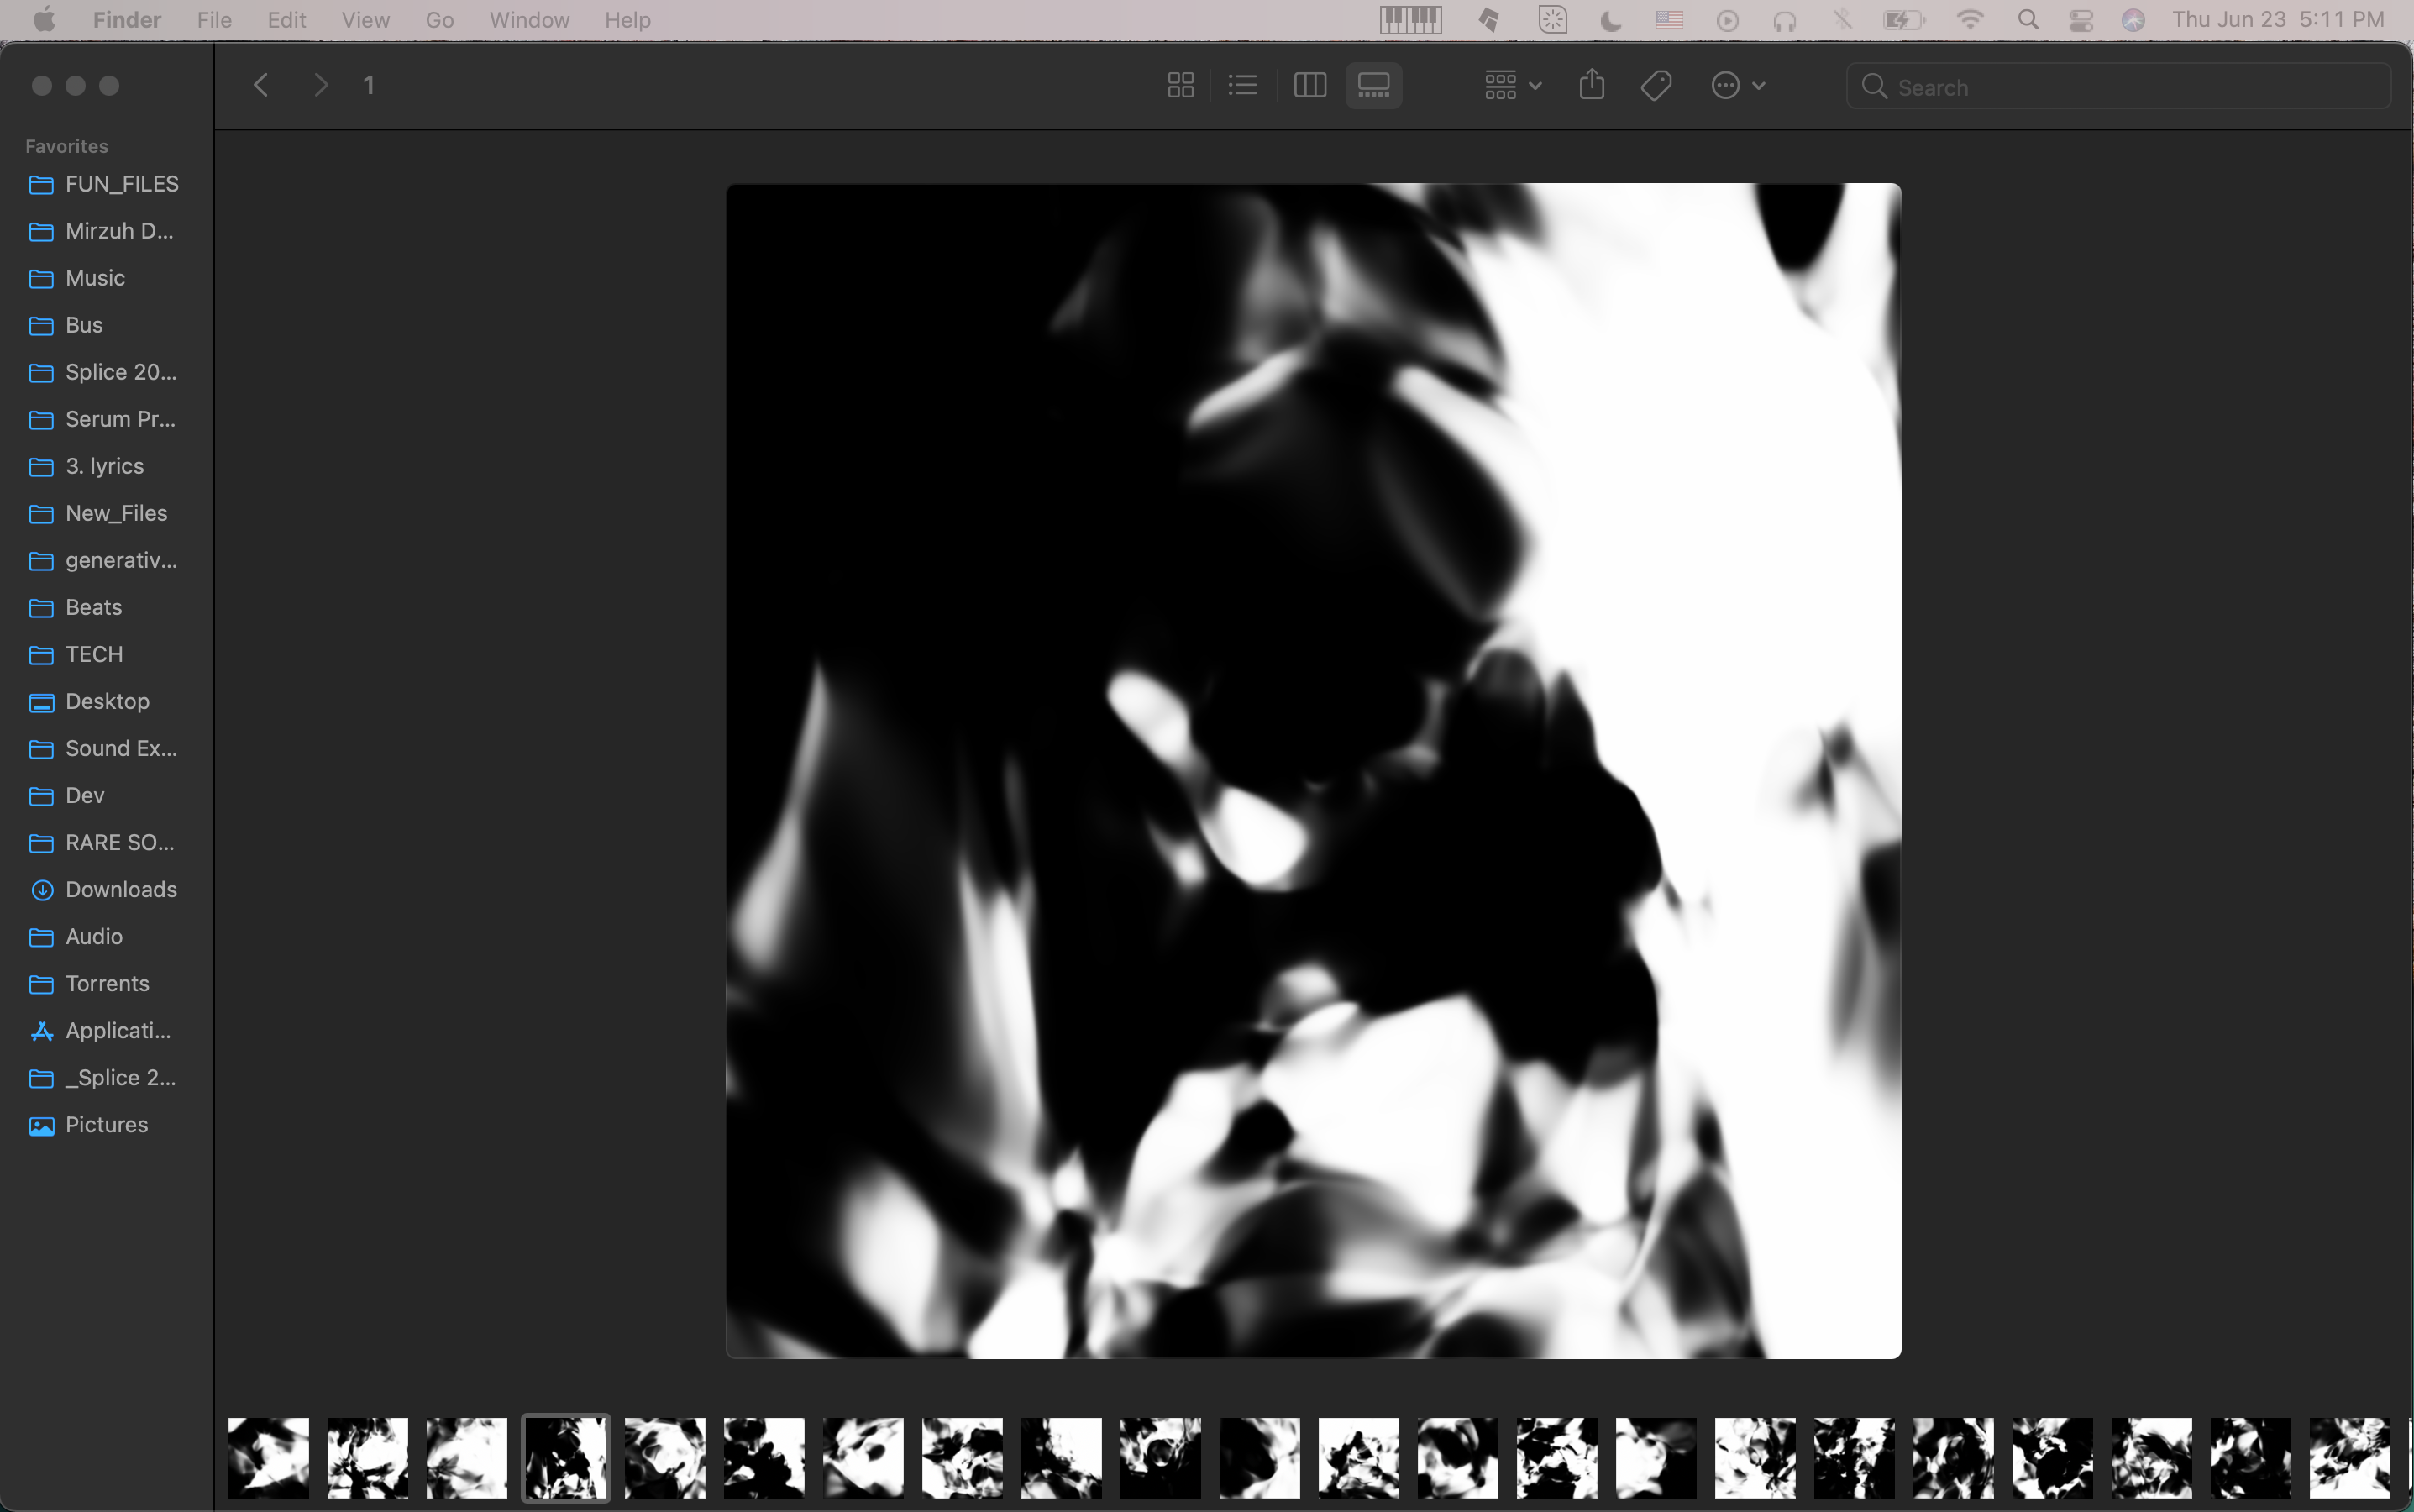 Finder File Edit View Go Window Help Thu Jun 23 5:11 PM
1 Search
Favorites
FUN_FILES
Mirzuh D...
Music
Bus
Splice 20...
Serum Pr...
3. lyrics
New_Files
generativ...
Beats
TECH
Desktop
Sound Ex...
Dev
RARE SO...
Downloads
Audio
Torrents
Applicati...
_Splice 2...
Pictures